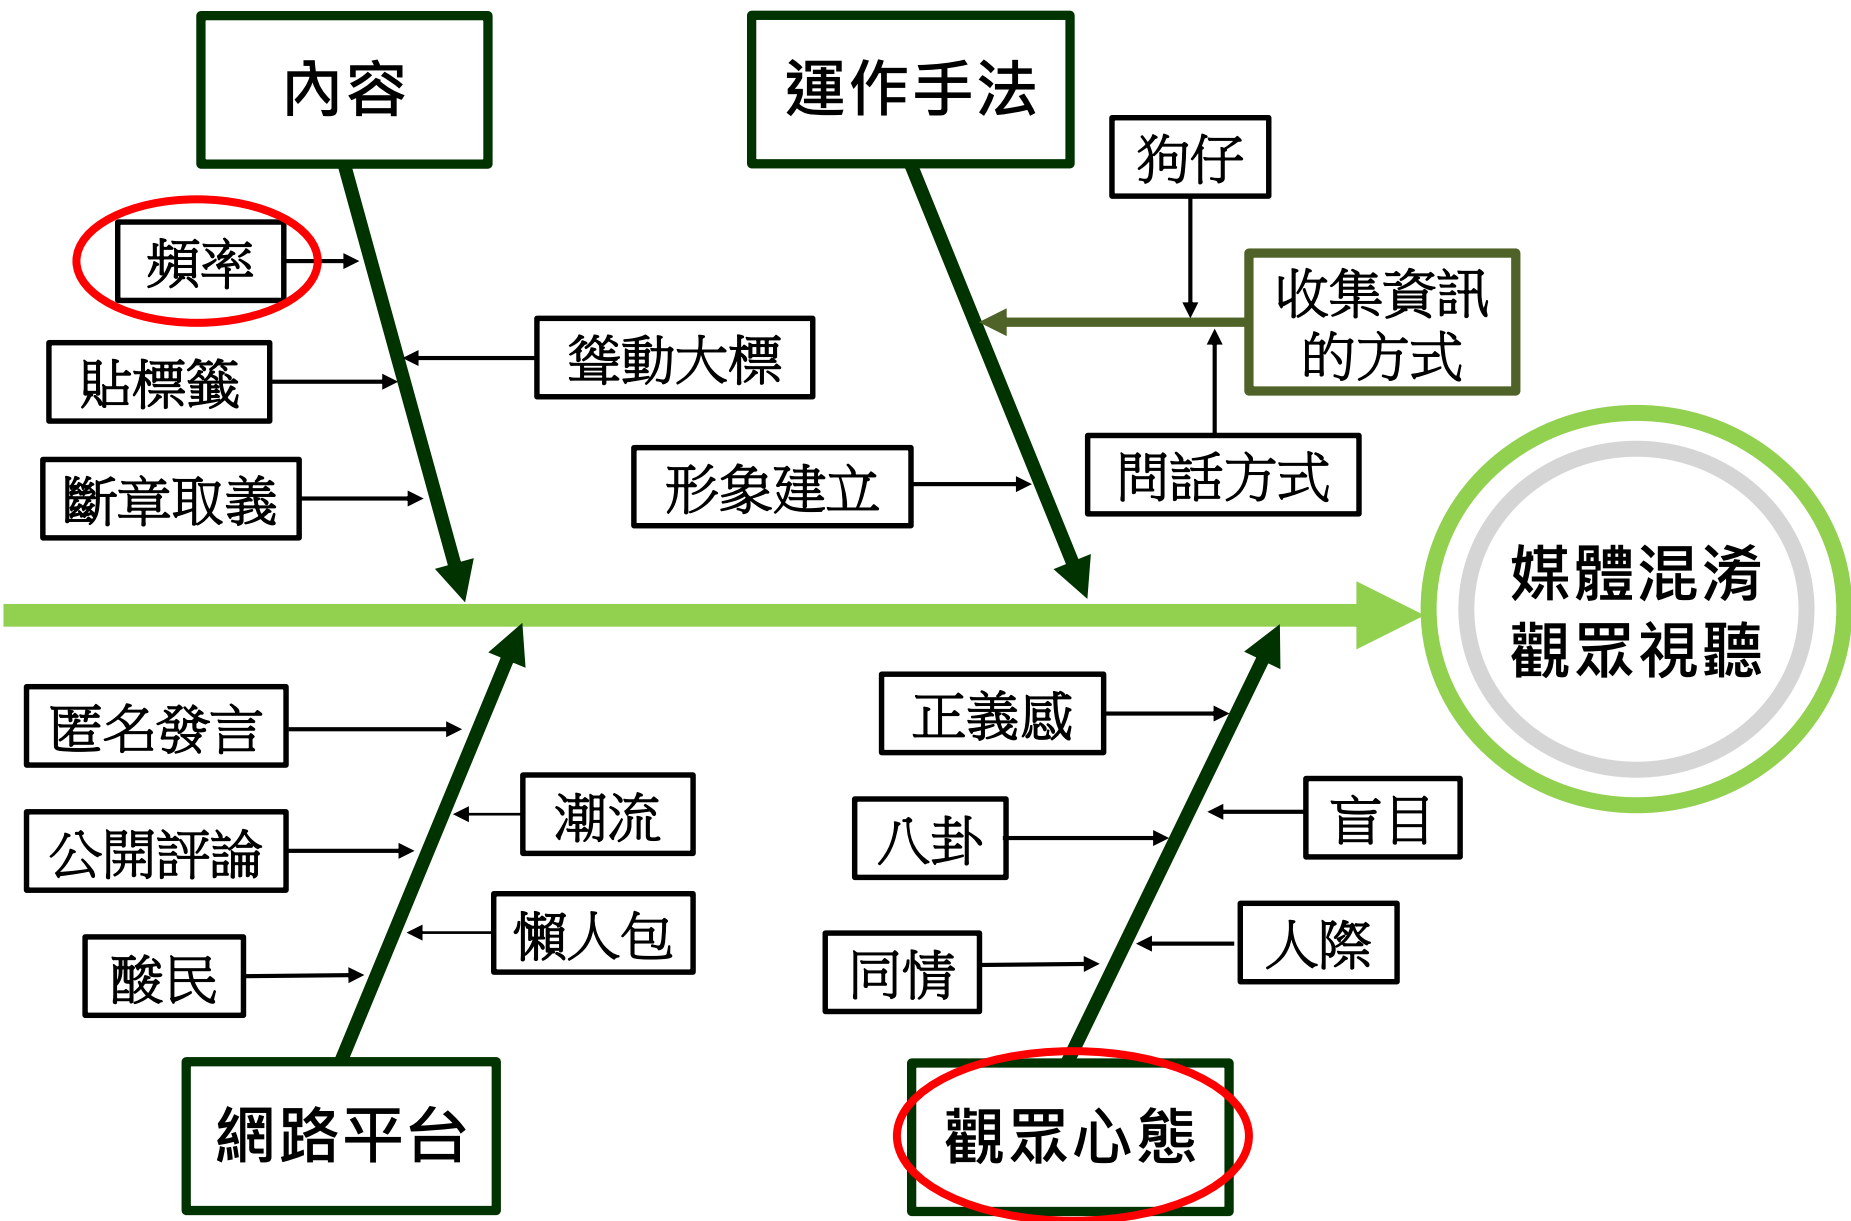 內容
運作手法
狗仔
頻率
收集資訊
的方式
聳動大標
貼標籤
形象建立
問話方式
斷章取義
媒體混淆
觀眾視聽
匿名發言
正義感
潮流
盲目
公開評論
八卦
懶人包
人際
酸民
同情
網路平台
觀眾心態